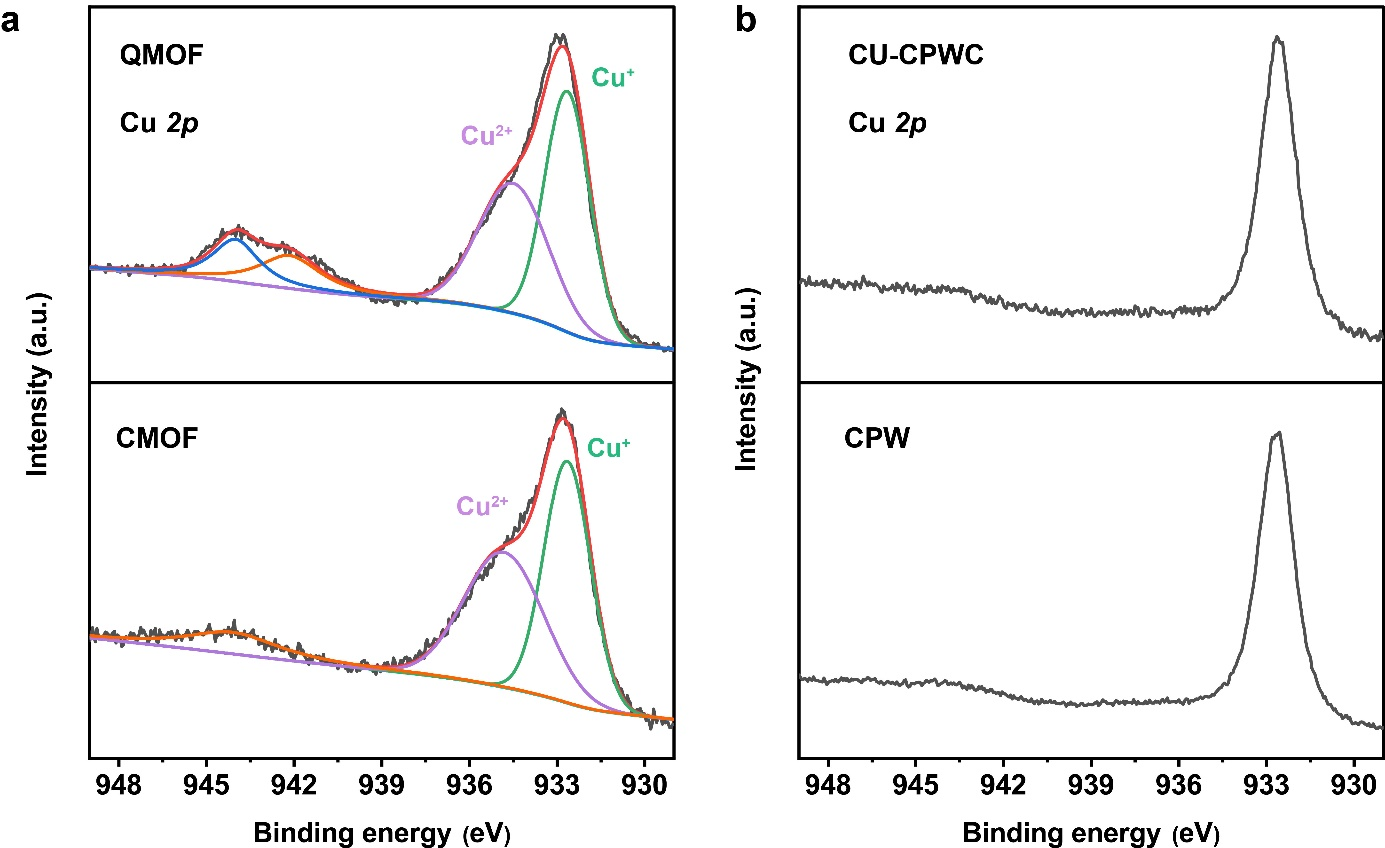 a
QMOF
Cu 2p
Cu²⁺
Cu⁺
CMOF
Cu²⁺
Cu⁺
948 945 942 939 936 933 930
Binding energy (eV)
Intensity (a.u.)
b
CU-CPWC
Cu 2p
CPW
948 945 942 939 936 933 930
Binding energy (eV)
Intensity (a.u.)